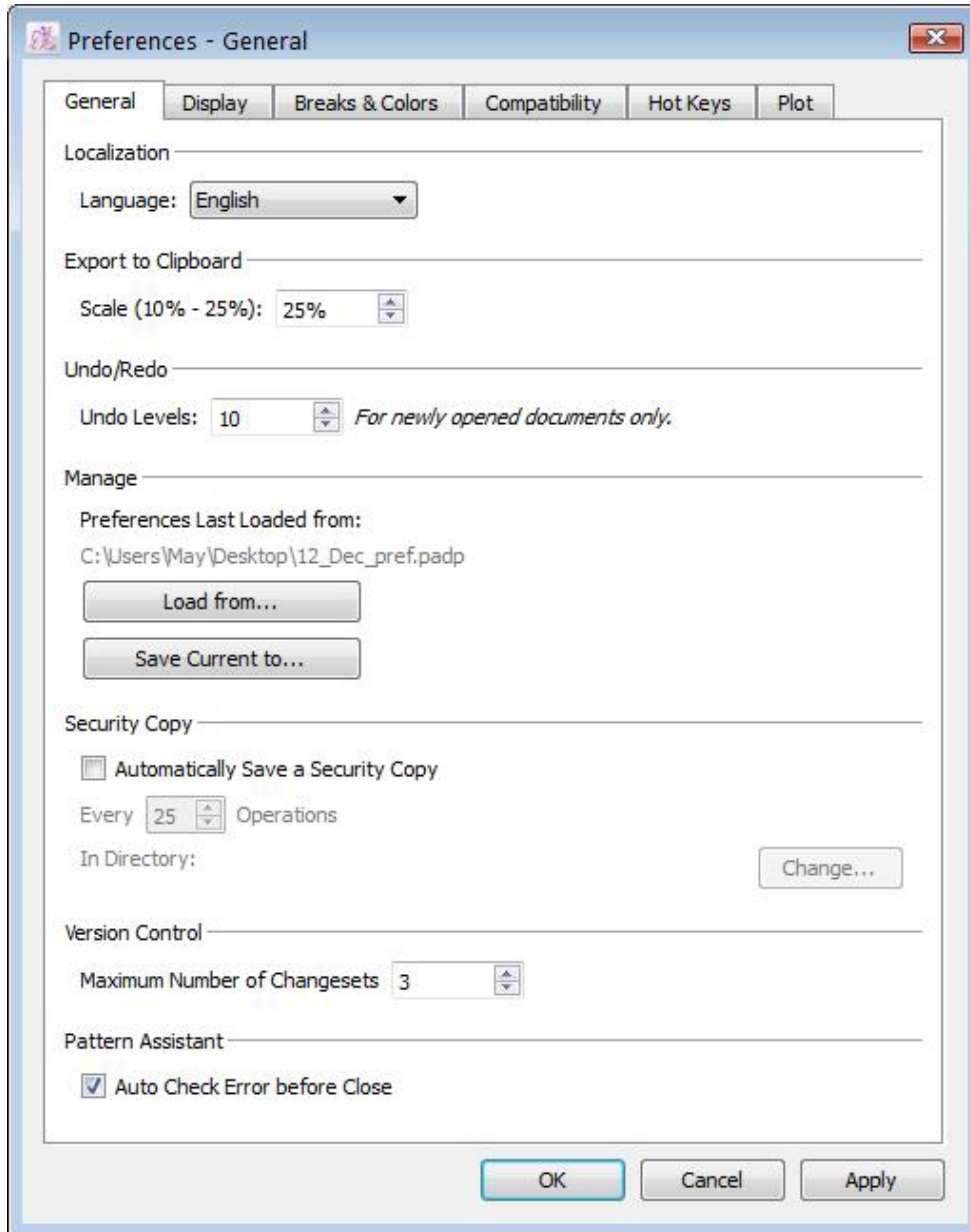 Preferences - General
General Display Breaks & Colors Compatibility Hot Keys Plot
Localization
Language: English
Export to Clipboard
Scale (10% - 25%): 25%
Undo/Redo
Undo Levels: 10 For newly opened documents only.
Manage
Preferences Last Loaded from:
C:\Users\May\Desktop\12_Dec_pref.padp
Load from...
Save Current to...
Security Copy
Automatically Save a Security Copy
Every 25 Operations
In Directory:
Change...
Version Control
Maximum Number of Changesets 3
Pattern Assistant
Auto Check Error before Close
OK Cancel Apply